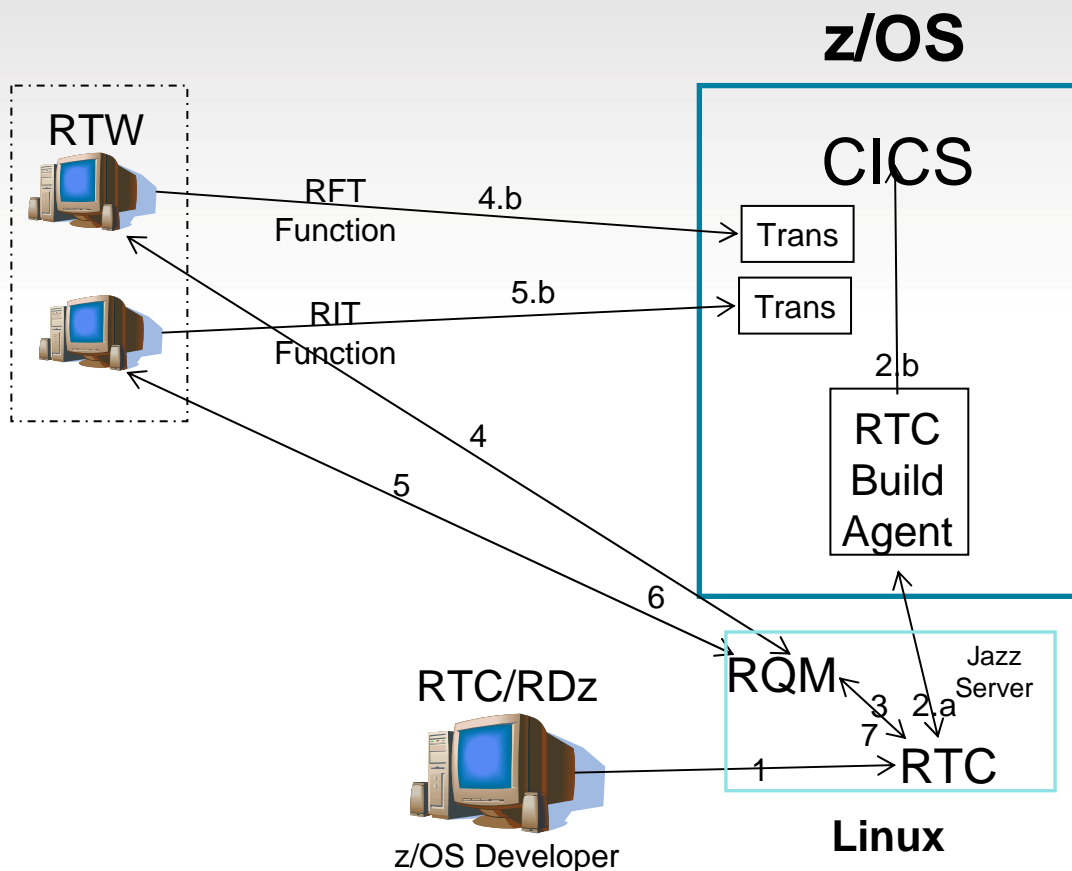 z/OS
RTW
CICS
RFT
Function
4.b
Trans
5.b
Trans
RIT
Function
2.b
RTC
Build
Agent
4
5
6
Jazz
Server
RQM
RTC/RDz
3
2.a
7
1
RTC
Linux
z/OS Developer